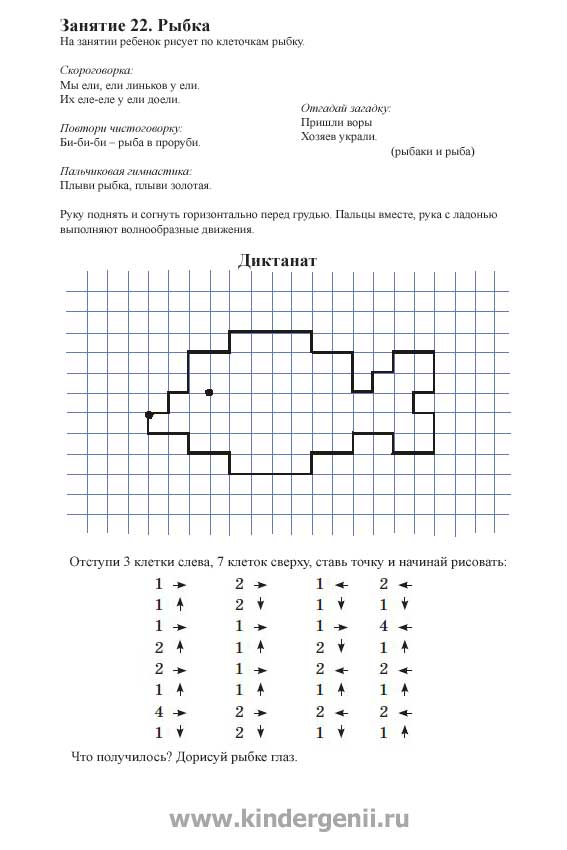 Занятие 22. Рыбка
На занятии ребенок рисует по клеточкам рыбку.
Скороговорка:
Мы ели, ели линьков у ели.
Их еле-еле у ели доели.
Отгадай загадку:
Пришли воры
Хозяев украли.
(рыбаки и рыба)
Повтори чистоговорку:
Би-би-би – рыба в проруби.
Пальчиковая гимнастика:
Плыви рыбка, плыви золотая.
Руку поднять и согнуть горизонтально перед грудью. Пальцы вместе, рука с ладонью
выполняют волнообразные движения.
Диктанат
Отступи 3 клетки слева, 7 клеток сверху, ставь точку и начинай рисовать:
1 → 2 → 1 ← 2 ←
1 ↑ 2 ↓ 1 ↓ 1 ↓
1 → 1 → 1 → 4 ←
2 ↑ 1 ↑ 2 ↓ 1 ↑
2 → 1 → 2 ← 2 ←
1 ↑ 1 ↑ 1 ↑ 1 ↑
4 → 2 → 2 ← 2 ←
1 ↓ 2 ↓ 1 ↓ 1 ↑
Что получилось? Дорисуй рыбке глаз.
www.kindergenii.ru